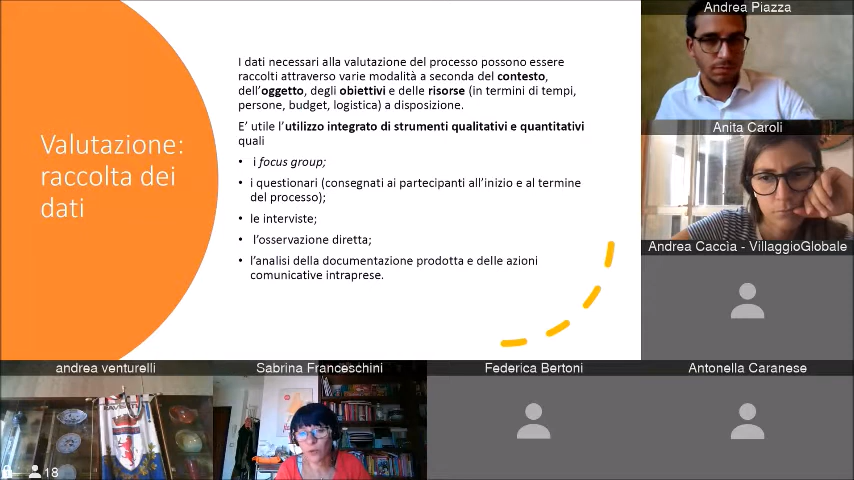 Valutazione:
raccolta dei
dati
I dati necessari alla valutazione del processo possono essere
raccolti attraverso varie modalità a seconda del contesto,
dell’oggetto, degli obiettivi e delle risorse (in termini di tempi,
persone, budget, logistica) a disposizione.
E’ utile l’utilizzo integrato di strumenti qualitativi e quantitativi
quali
• i focus group;
• i questionari (consegnati ai partecipanti all’inizio e al termine
del processo);
• le interviste;
• l’osservazione diretta;
• l’analisi della documentazione prodotta e delle azioni
comunicative intraprese.
Andrea Piazza
Anita Caroli
Andrea Caccia - VillaggioGlobale
andrea venturelli
Sabrina Franceschini
Federica Bertoni
Antonella Caranese
18